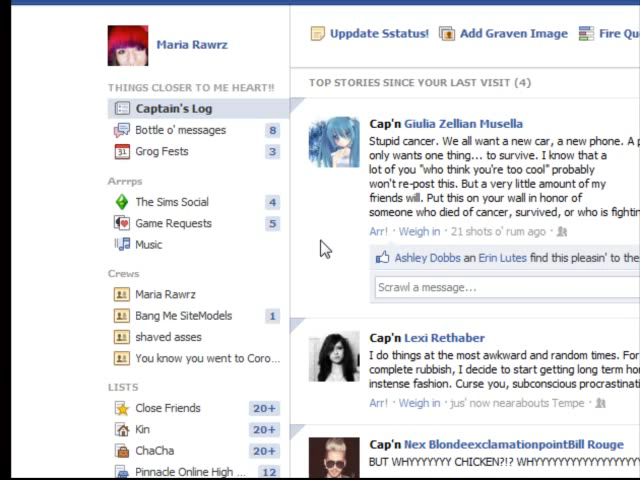 Maria Rawrz
Uppdate Sstatus!
Add Graven Image
Fire Qu
THINGS CLOSER TO ME HEART!!
TOP STORIES SINCE YOUR LAST VISIT (4)
Captain's Log
Bottle o' messages 8
31 Grog Fests 3
Arrrps
The Sims Social 4
Game Requests 5
Music
Crews
Maria Rawrz
Bang Me SiteModels 1
shaved asses
You know you went to Coro...
LISTS
Close Friends 20+
Kin 20+
ChaCha 20+
Pinnacle Online High ... 12
Cap'n Giulia Zellian Musella
Stupid cancer. We all want a new car, a new phone. A p
only wants one thing... to survive. I know that a
lot of you "who think you're too cool" probably
won't re-post this. But a very little amount of my
friends will. Put this on your wall in honor of
someone who died of cancer, survived, or who is fightin
Arr! · Weigh in · 21 shots o' rum ago ·
Ashley Dobbs an Erin Lutes find this pleasin' to the
Scrawl a message...
Cap'n Lexi Rethaber
I do things at the most awkward and random times. For
complete rubbish, I decide to start getting long term ho
instense fashion. Curse you, subconscious procrastinati
Arr! · Weigh in · jus' now nearabouts Tempe ·
Cap'n Nex BlondeexclamationpointBill Rouge
BUT WHYYYYYYY CHICKEN?!? WHYYYYYYYYYYYYYY